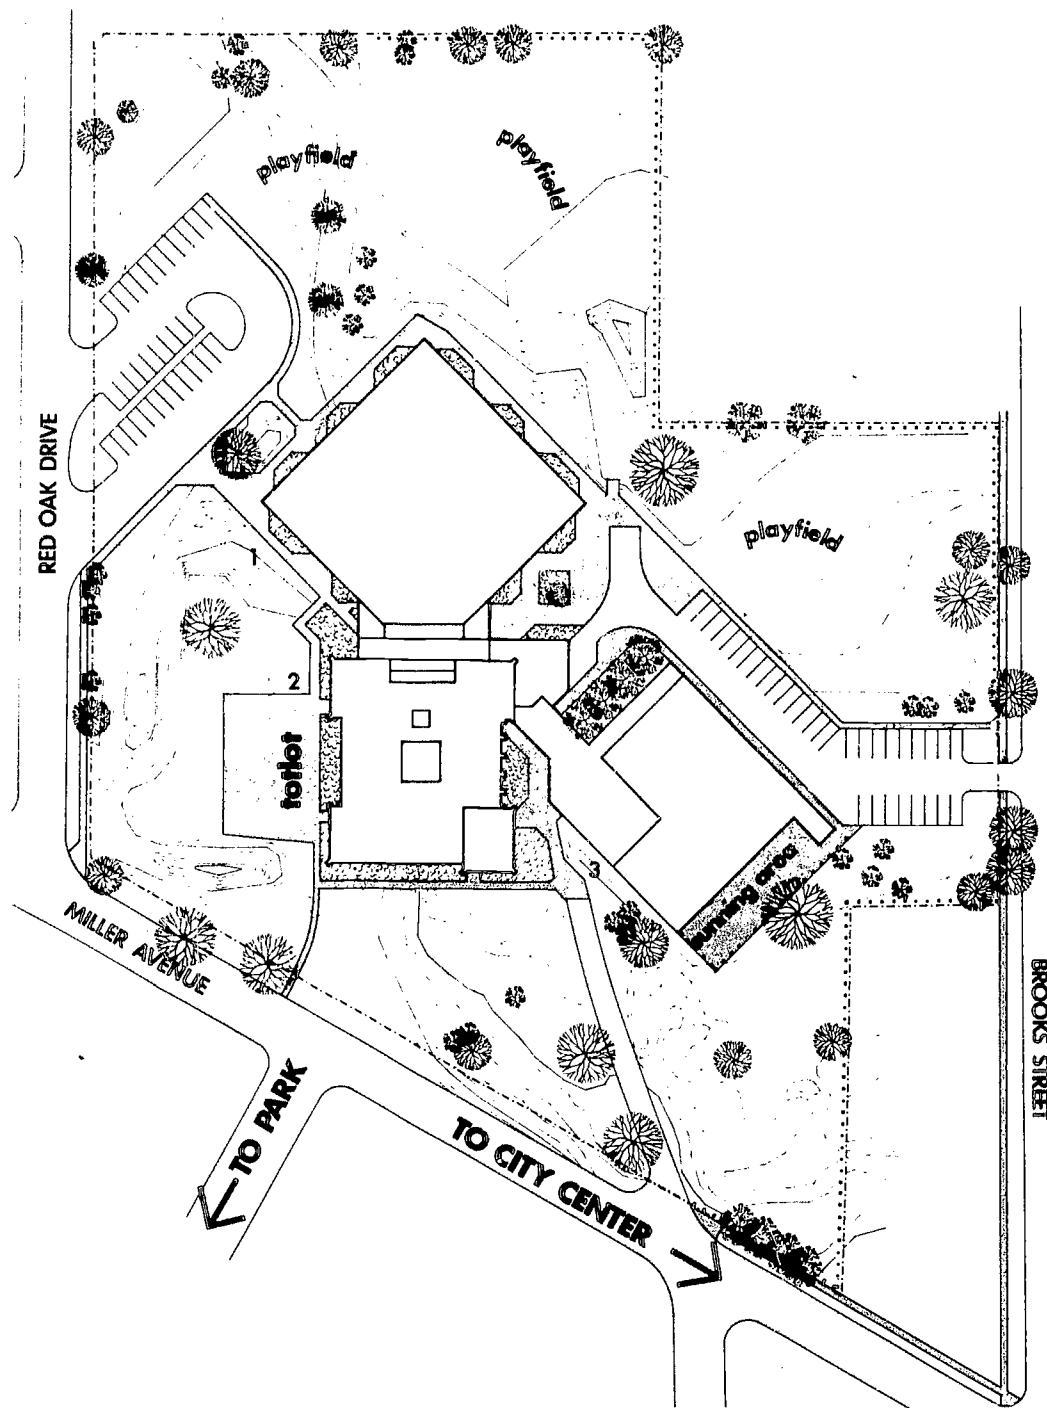 playfield
playfield
RED OAK DRIVE
playfield
1
2
totlot
3
sunning area
MILLER AVENUE
BROOKS STREET
TO PARK
TO CITY CENTER